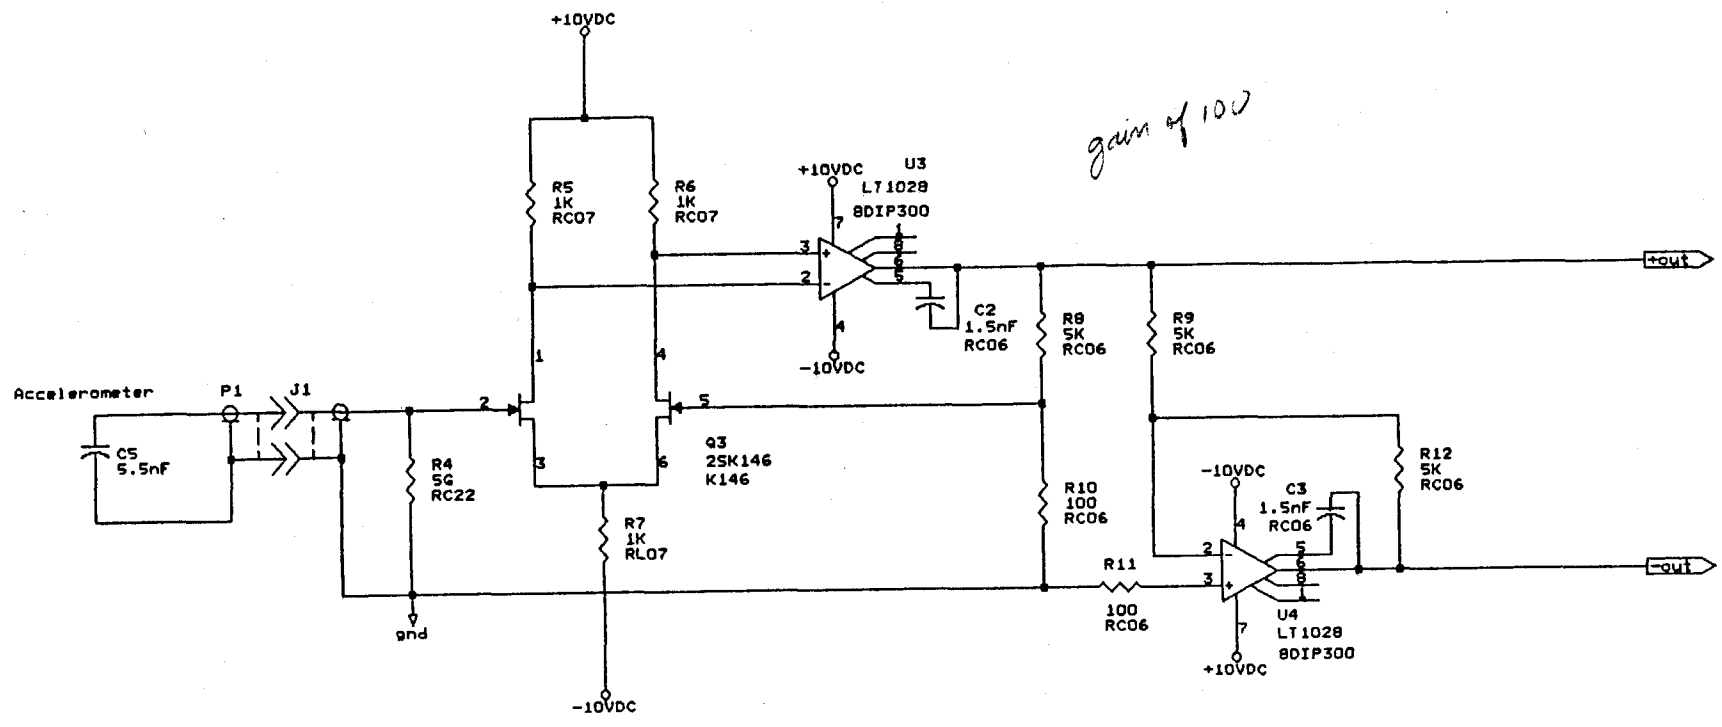 +10VDC
gain of 100
R5
1K
RC07
R6
1K
RC07
+10VDC
U3
LT1028
8DIP300
7
1
8
6
5
3
+
2
-
4
-10VDC
C2
1.5nF
RC06
R8
5K
RC06
R9
5K
RC06
+out
1
4
Accelerometer
P1
J1
2
5
C5
5.5nF
R4
5G
RC22
3
6
Q3
2SK146
K146
R7
1K
RL07
R10
100
RC06
R12
5K
RC06
-10VDC
4
C3
1.5nF
RC06
2
-
3
+
5
6
8
1
7
R11
100
RC06
U4
LT1028
8DIP300
+10VDC
-out
gnd
-10VDC